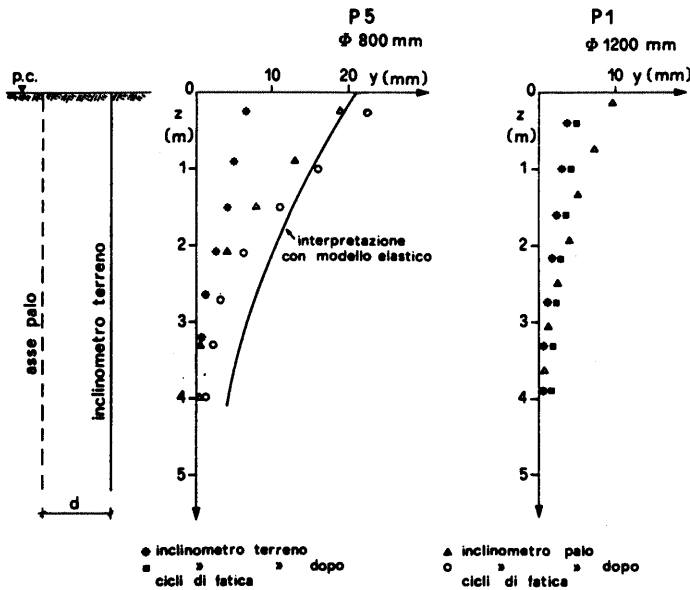 P5
Φ 800 mm
P1
Φ 1200 mm
p.c.
0
10
20
y (mm)
0
10
y (mm)
z
(m)
z
(m)
1
2
3
4
5
1
2
3
4
5
interpretazione
con modello elastico
asse palo
inclinometro terreno
d
inclinometro terreno
» » dopo
cicli di fatica
inclinometro palo
» » dopo
cicli di fatica